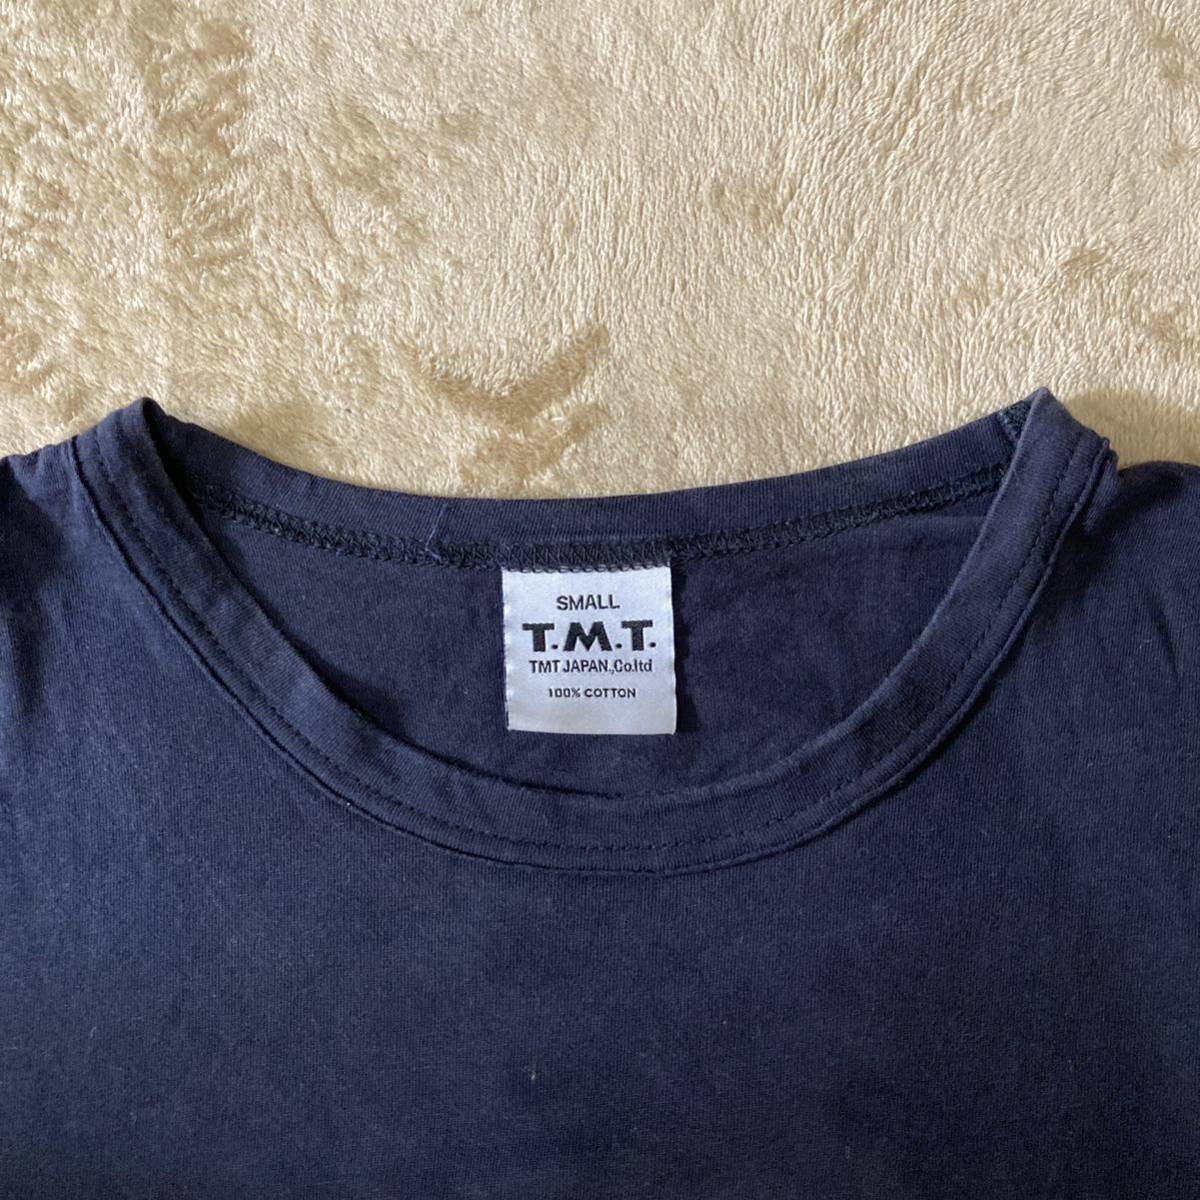 SMALL
T.M.T.
TMT JAPAN.,Co.ltd
100% COTTON